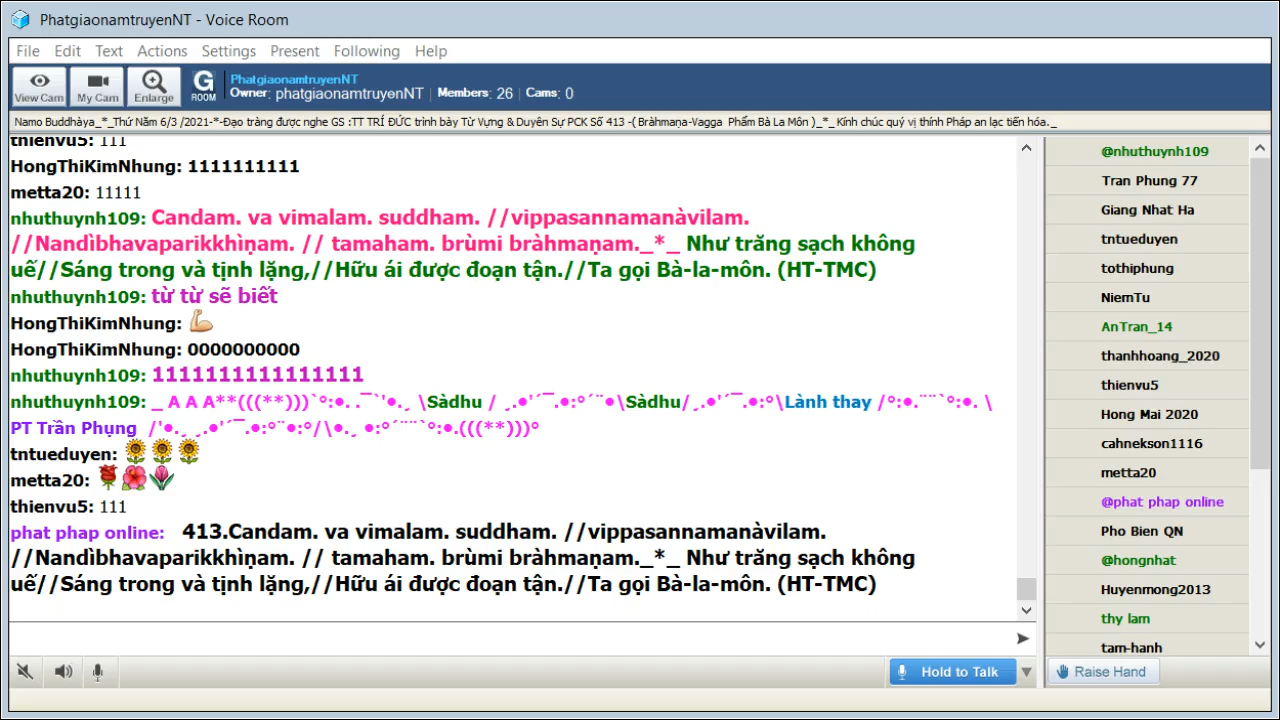 PhatgiaonamtruyenNT - Voice Room
File Edit Text Actions Settings Present Following Help
View Cam My Cam Enlarge G ROOM PhatgiaonamtruyenNT
Owner: phatgiaonamtruyenNT | Members: 26 | Cams: 0
Namo Buddhàya_*_Thứ Năm 6/3 /2021-*-Đạo tràng được nghe GS :TT TRÍ ĐỨC trình bày Từ Vựng & Duyên Sự PCK Số 413 -( Bràhmaṇa-Vagga Phẩm Bà La Môn )_*_ Kính chúc quý vị thính Pháp an lạc tiến hóa._
thienvu5: 111
HongThiKimNhung: 1111111111
metta20: 11111
nhuthuynh109: Candam. va vimalam. suddham. //vippasannamanàvilam.
//Nandìbhavaparikkhìṇam. // tamaham. brùmi bràhmaṇam._*_ Như trăng sạch không
uế//Sáng trong và tịnh lặng,//Hữu ái được đoạn tận.//Ta gọi Bà-la-môn. (HT-TMC)
nhuthuynh109: từ từ sẽ biết
HongThiKimNhung: 💪
HongThiKimNhung: 0000000000
nhuthuynh109: 1111111111111111
nhuthuynh109: _ A A A**(((**)))`°:•. .¯`'•.¸ \Sàdhu / ¸.•'´¯.•:°´¨•\Sàdhu/¸.•'´¯.•:°\Lành thay /°:•.¨¨`°:•. \
PT Trần Phụng /'•.¸ ¸.•'´¯.•:°¨•:°/\•.¸ •:°´¨¨`°:•.(((**)))°
tntueduyen: 🌻🌻🌻
metta20: 🌹🌺🌷
thienvu5: 111
phat phap online: 413.Candam. va vimalam. suddham. //vippasannamanàvilam.
//Nandìbhavaparikkhìṇam. // tamaham. brùmi bràhmaṇam._*_ Như trăng sạch không
uế//Sáng trong và tịnh lặng,//Hữu ái được đoạn tận.//Ta gọi Bà-la-môn. (HT-TMC)
@nhuthuynh109
Tran Phung 77
Giang Nhat Ha
tntueduyen
tothiphung
NiemTu
AnTran_14
thanhhoang_2020
thienvu5
Hong Mai 2020
cahnekson1116
metta20
@phat phap online
Pho Bien QN
@hongnhat
Huyenmong2013
thy lam
tam-hanh
Hold to Talk
Raise Hand